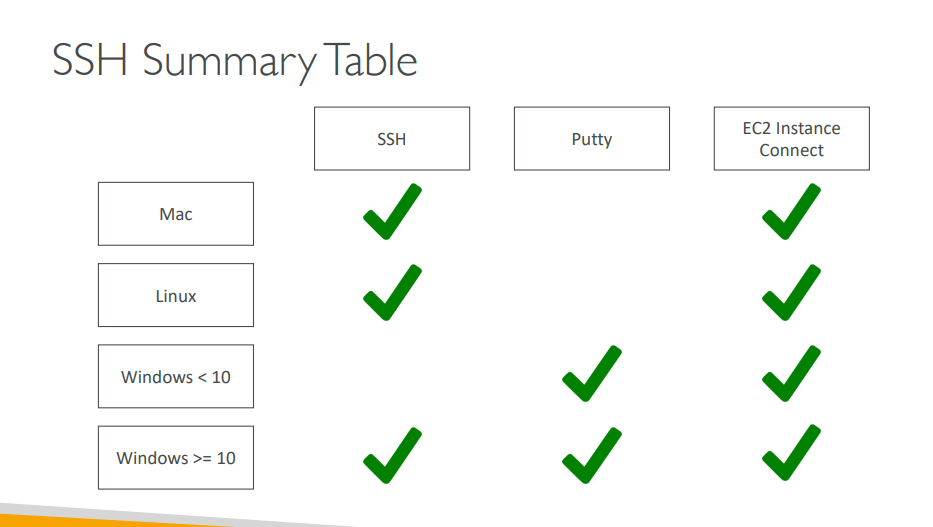 SSH Summary Table
SSH
Putty
EC2 Instance
Connect
Mac
Linux
Windows < 10
Windows >= 10